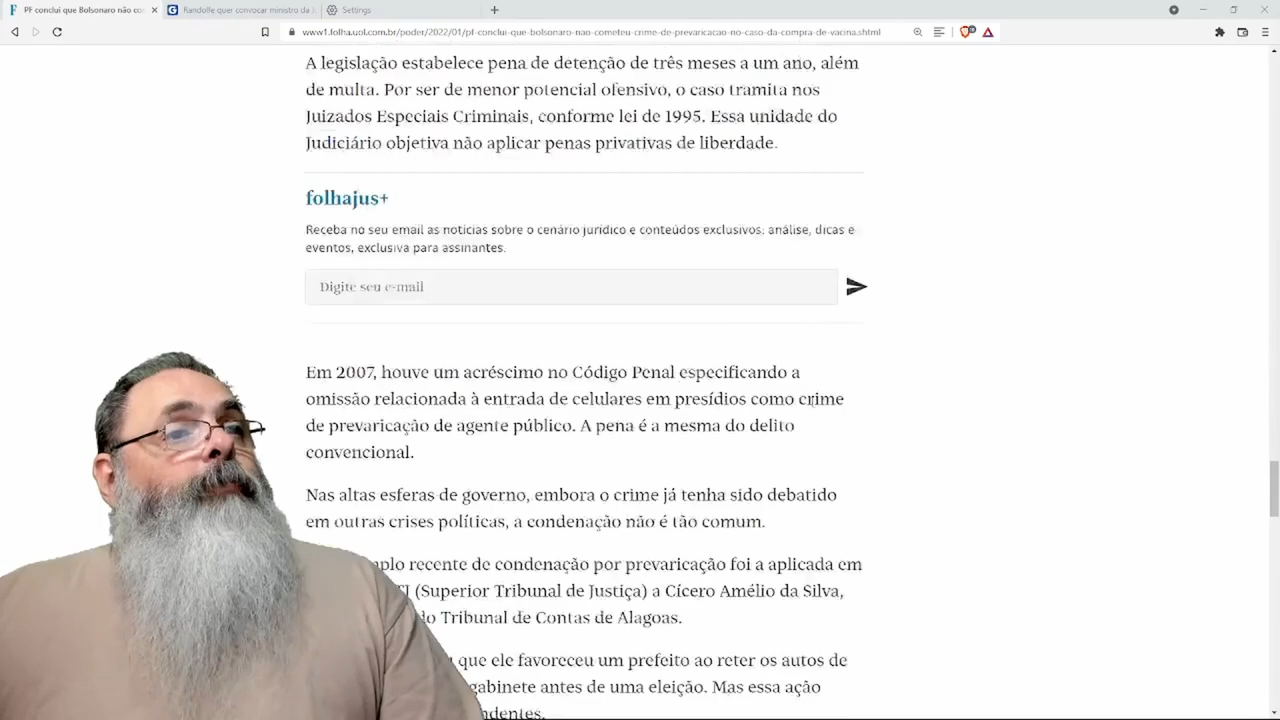 PF conclui que Bolsonaro não co
Randolfe quer convocar ministro da
Settings
www1.folha.uol.com.br/poder/2022/01/pf-conclui-que-bolsonaro-nao-cometeu-crime-de-prevaricacao-no-caso-da-compra-de-vacina.shtml
A legislação estabelece pena de detenção de três meses a um ano, além
de multa. Por ser de menor potencial ofensivo, o caso tramita nos
Juizados Especiais Criminais, conforme lei de 1995. Essa unidade do
Judiciário objetiva não aplicar penas privativas de liberdade.
folhajus+
Receba no seu email as notícias sobre o cenário jurídico e conteúdos exclusivos: análise, dicas e
eventos, exclusiva para assinantes.
Digite seu e-mail
Em 2007, houve um acréscimo no Código Penal especificando a
omissão relacionada à entrada de celulares em presídios como crime
de prevaricação de agente público. A pena é a mesma do delito
convencional.
Nas altas esferas de governo, embora o crime já tenha sido debatido
em outras crises políticas, a condenação não é tão comum.
recente de condenação por prevaricação foi a aplicada em
(Superior Tribunal de Justiça) a Cícero Amélio da Silva,
Tribunal de Contas de Alagoas.
que ele favoreceu um prefeito ao reter os autos de
gabinete antes de uma eleição. Mas essa ação